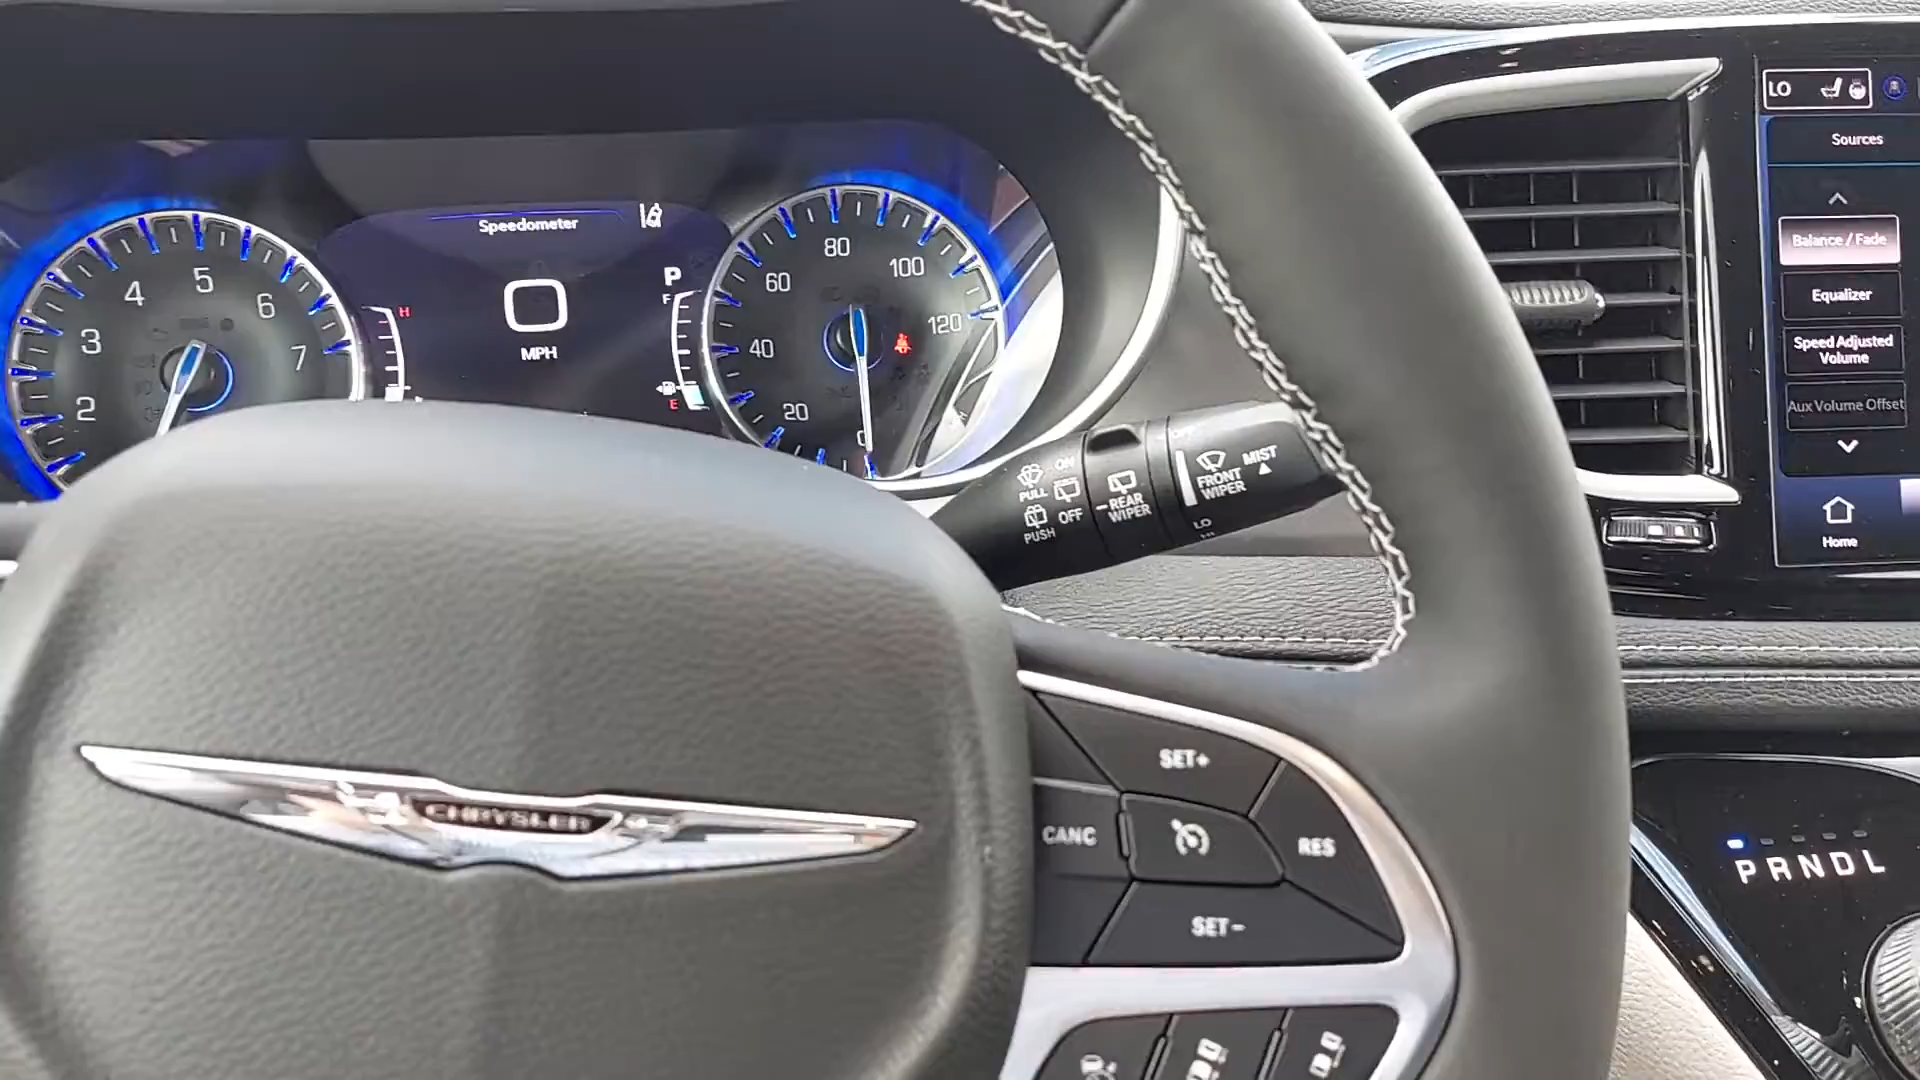 Speedometer
0
MPH
P
H
F
E
2
3
4
5
6
7
0
20
40
60
80
100
120
PULL
ON
PUSH
OFF
REAR
WIPER
OFF
FRONT
WIPER
MIST
LO
HI
LO
Sources
Balance / Fade
Equalizer
Speed Adjusted
Volume
Aux Volume Offset
Home
CHRYSLER
SET+
CANC
RES
SET-
P R N D L